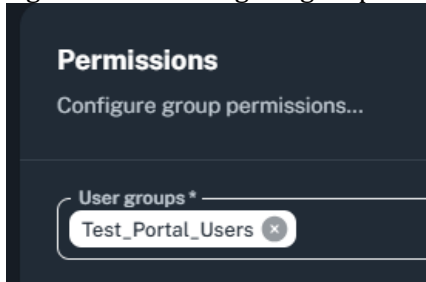 Permissions
Configure group permissions...
User groups *
Test_Portal_Users